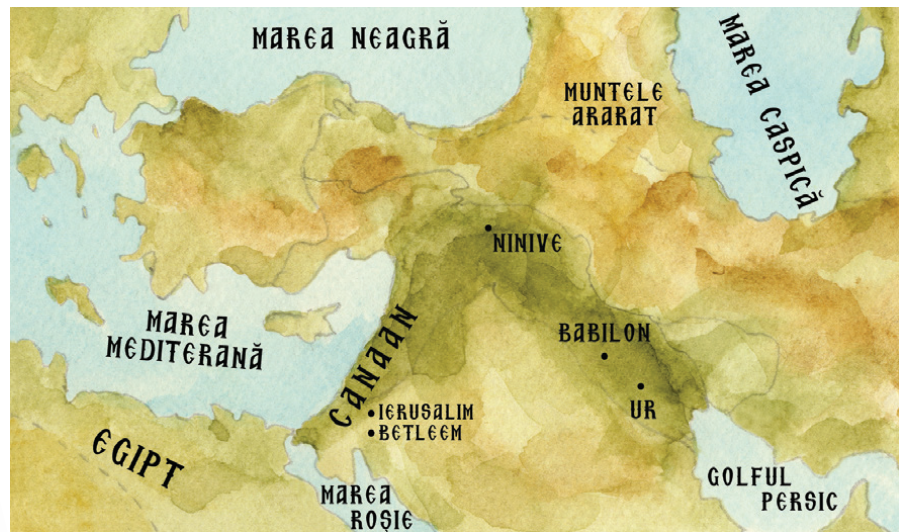 MAREA NEAGRĂ
MAREA CASPICĂ
MUNTELE
ARARAT
NINIVE
MAREA
MEDITERANĂ
CANAAN
BABILON
UR
IERUSALIM
BETLEEM
EGIPT
MAREA
ROȘIE
GOLFUL
PERSIC